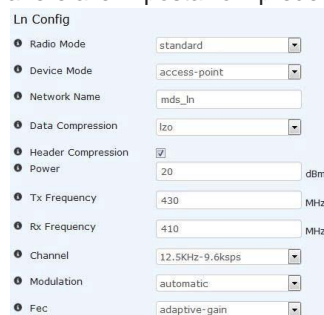 Ln Config
Radio Mode standard
Device Mode access-point
Network Name mds_ln
Data Compression lzo
Header Compression
Power 20 dBm
Tx Frequency 430 MHz
Rx Frequency 410 MHz
Channel 12.5KHz-9.6ksps
Modulation automatic
Fec adaptive-gain